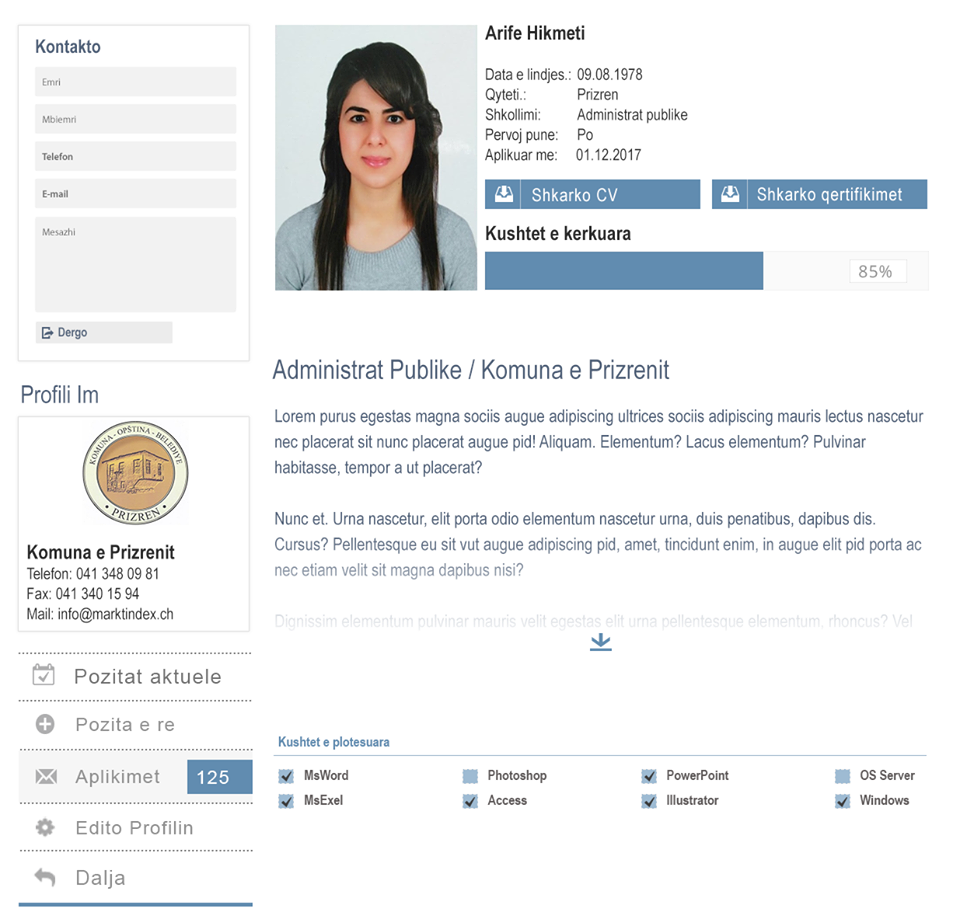 Kontakto
Emri
Mbiemri
Telefon
E-mail
Mesazhi
Dergo
Profili Im
KOMUNA - OPŠTINA - BELEDIYE
• PRIZREN •
Komuna e Prizrenit
Telefon: 041 348 09 81
Fax: 041 340 15 94
Mail: info@marktindex.ch
Pozitat aktuele
Pozita e re
Aplikimet 125
Edito Profilin
Dalja
Arife Hikmeti
Data e lindjes.: 09.08.1978
Qyteti.: Prizren
Shkollimi: Administrat publike
Pervoj pune: Po
Aplikuar me: 01.12.2017
Shkarko CV Shkarko qertifikimet
Kushtet e kerkuara
85%
Administrat Publike / Komuna e Prizrenit
Lorem purus egestas magna sociis augue adipiscing ultrices sociis adipiscing mauris lectus nascetur
nec placerat sit nunc placerat augue pid! Aliquam. Elementum? Lacus elementum? Pulvinar
habitasse, tempor a ut placerat?
Nunc et. Urna nascetur, elit porta odio elementum nascetur urna, duis penatibus, dapibus dis.
Cursus? Pellentesque eu sit vut augue adipiscing pid, amet, tincidunt enim, in augue elit pid porta ac
nec etiam velit sit magna dapibus nisi?
Dignissim elementum pulvinar mauris velit egestas elit urna pellentesque elementum, rhoncus? Vel
Kushtet e plotesuara
MsWord Photoshop PowerPoint OS Server
MsExel Access Illustrator Windows